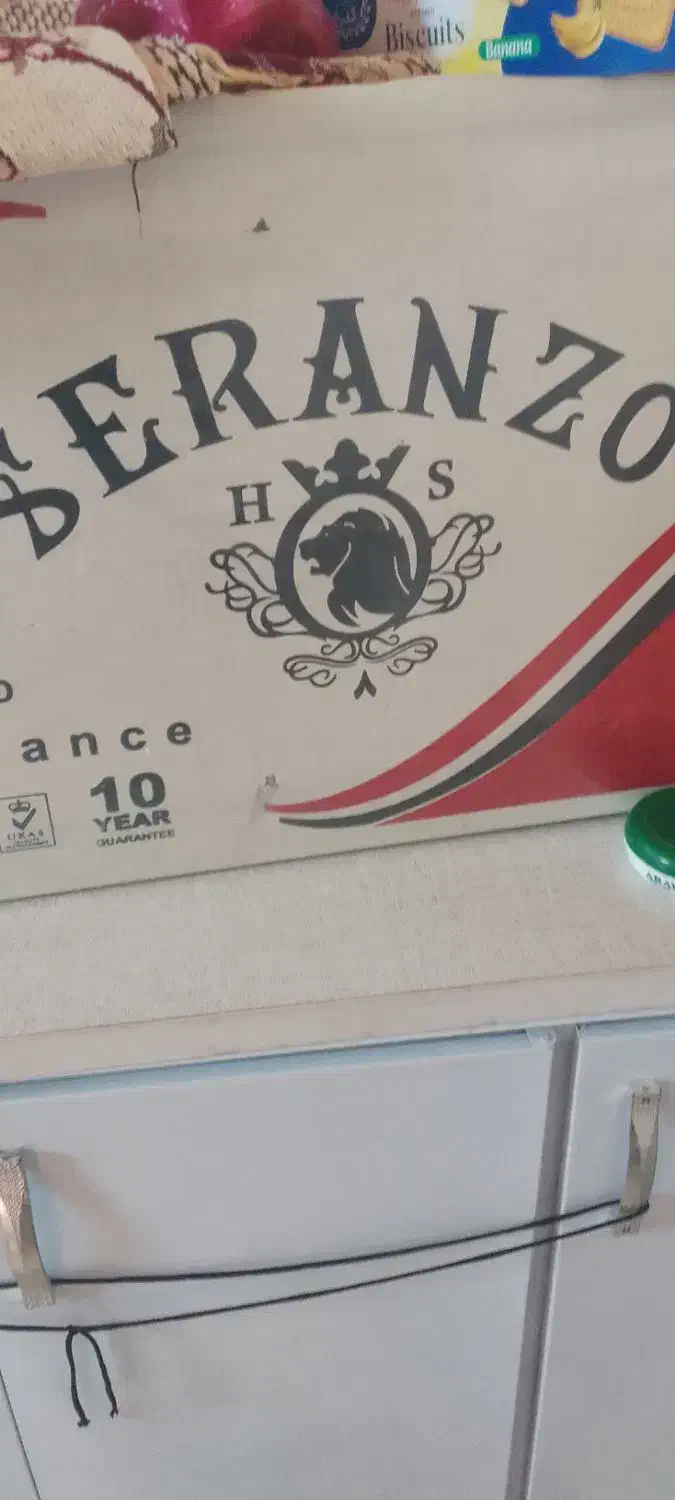 Biscuits
Banana
SERANZO
H S
ance
UKAS
10
YEAR
GUARANTEE